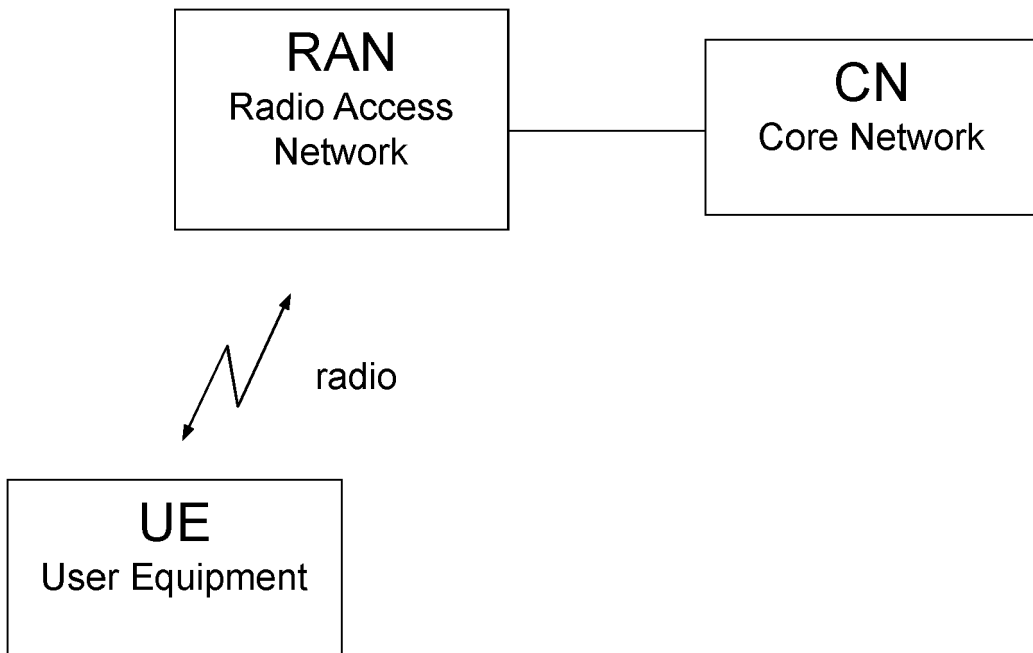 RAN
Radio Access
Network
CN
Core Network
radio
UE
User Equipment